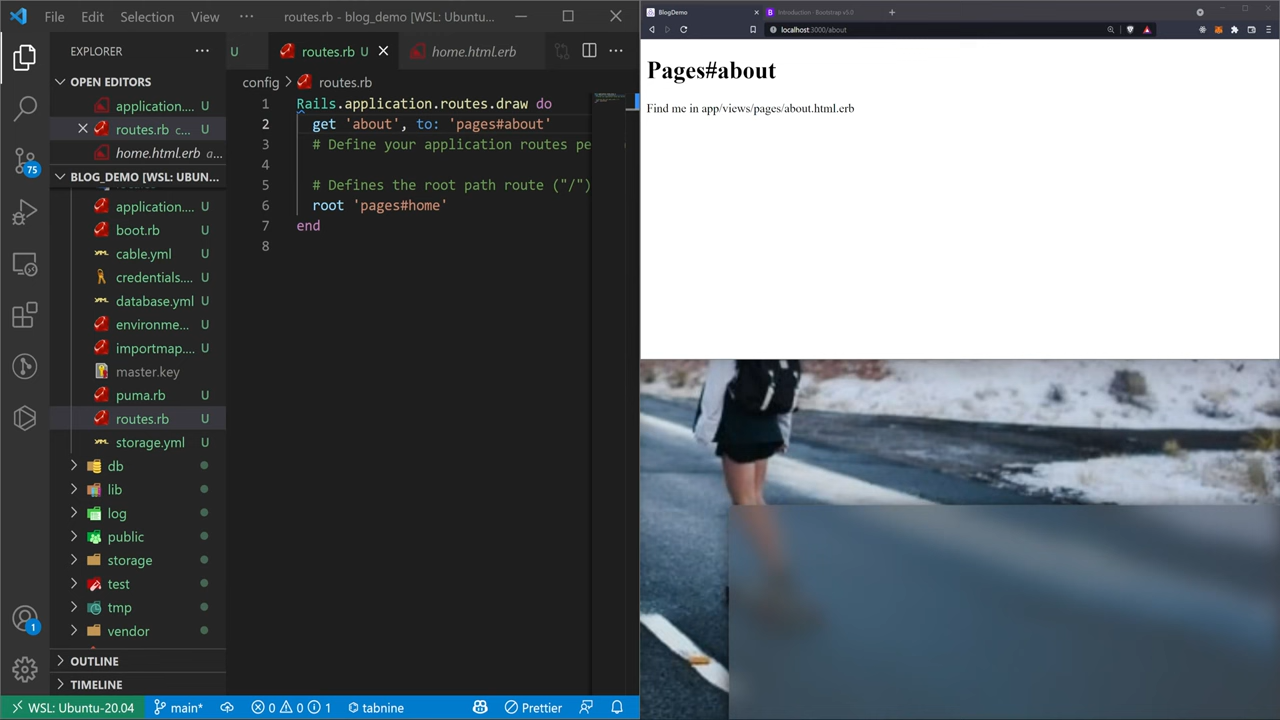 File Edit Selection View routes.rb - blog_demo [WSL: Ubuntu...
EXPLORER
OPEN EDITORS
application.... U
routes.rb c... U
home.html.erb a...
BLOG_DEMO [WSL: UBUN...
application.... U
boot.rb U
cable.yml U
credentials.... U
database.yml U
environme... U
importmap.... U
master.key
puma.rb U
routes.rb U
storage.yml U
db
lib
log
public
storage
test
tmp
vendor
OUTLINE
TIMELINE
75
1
U routes.rb U home.html.erb
config > routes.rb
1 Rails.application.routes.draw do
2 get 'about', to: 'pages#about'
3 # Define your application routes pe
4
5 # Defines the root path route ("/")
6 root 'pages#home'
7 end
8
WSL: Ubuntu-20.04 main* 0 0 1 tabnine Prettier
BlogDemo Introduction · Bootstrap v5.0
localhost:3000/about
Pages#about
Find me in app/views/pages/about.html.erb